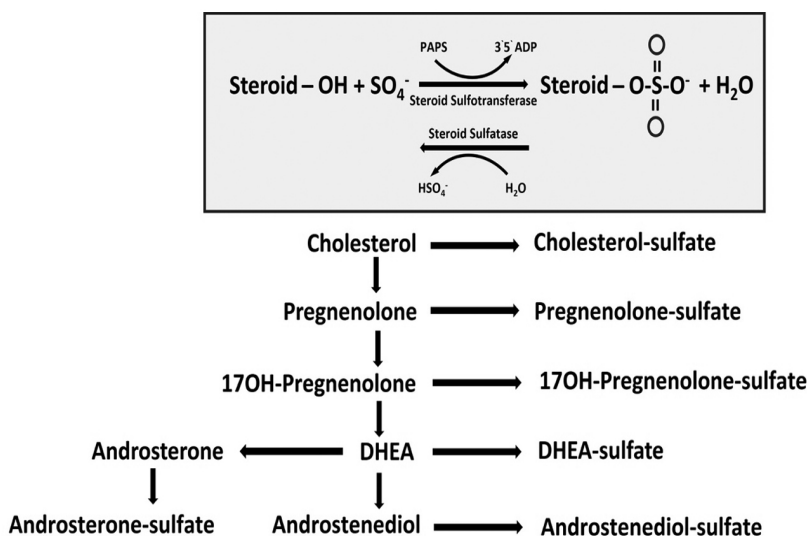 PAPS 3'5' ADP
Steroid – OH + SO4- Steroid – O-S-O- + H2O
O
O
Steroid Sulfotransferase
Steroid Sulfatase
HSO4- H2O
Cholesterol Cholesterol-sulfate
Pregnenolone Pregnenolone-sulfate
17OH-Pregnenolone 17OH-Pregnenolone-sulfate
Androsterone DHEA DHEA-sulfate
Androsterone-sulfate Androstenediol Androstenediol-sulfate